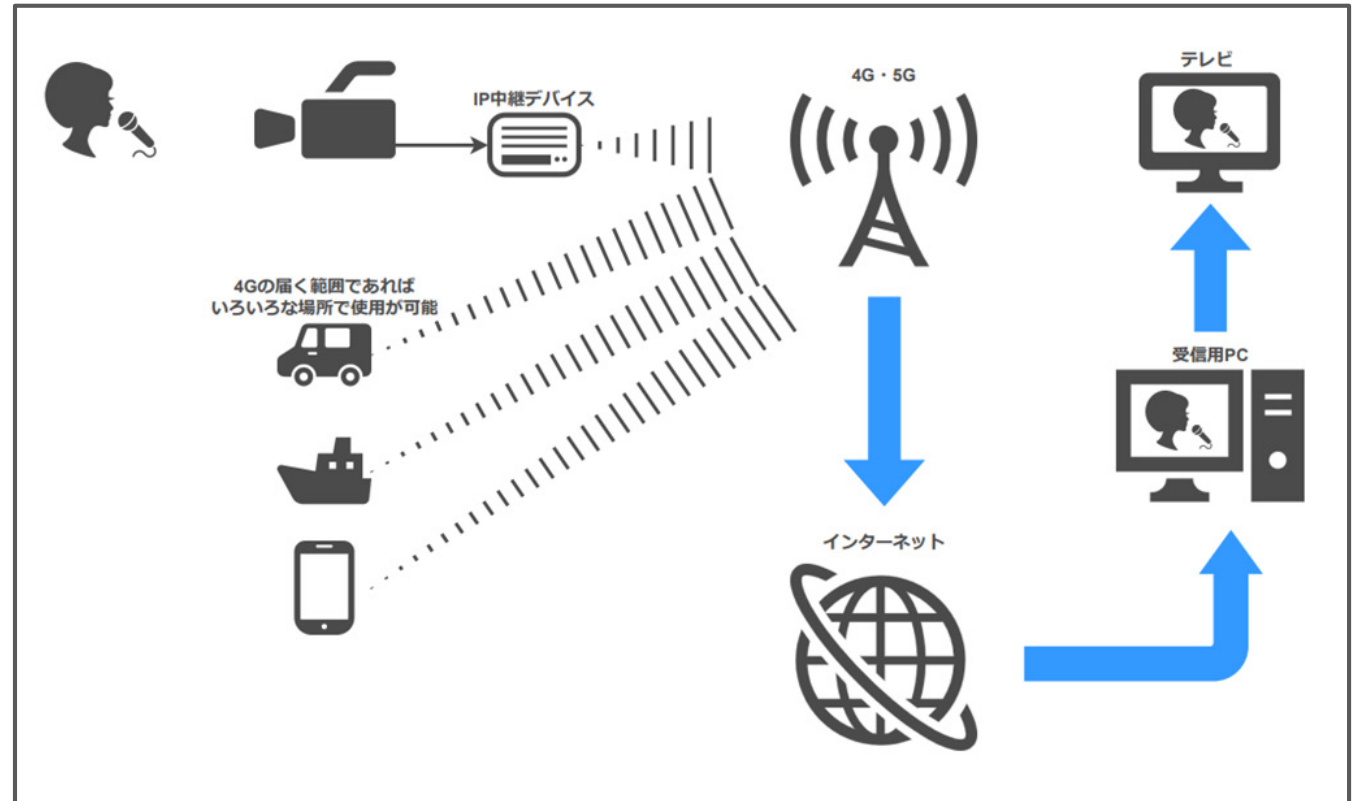 IP中継デバイス
4G・5G
テレビ
4Gの届く範囲であれば
いろいろな場所で使用が可能
受信用PC
インターネット